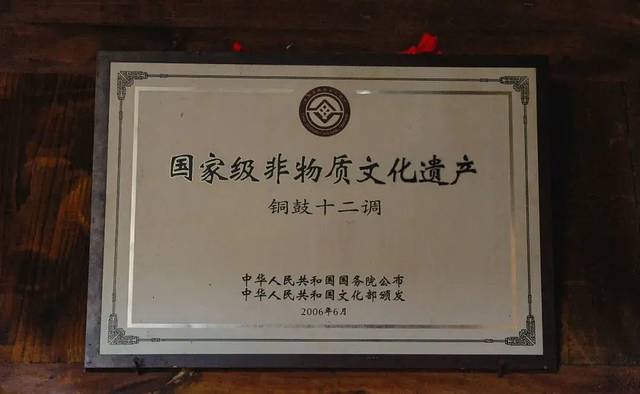 国家级非物质文化遗产
铜鼓十二调
中华人民共和国国务院公布
中华人民共和国文化部颁发
2006年6月